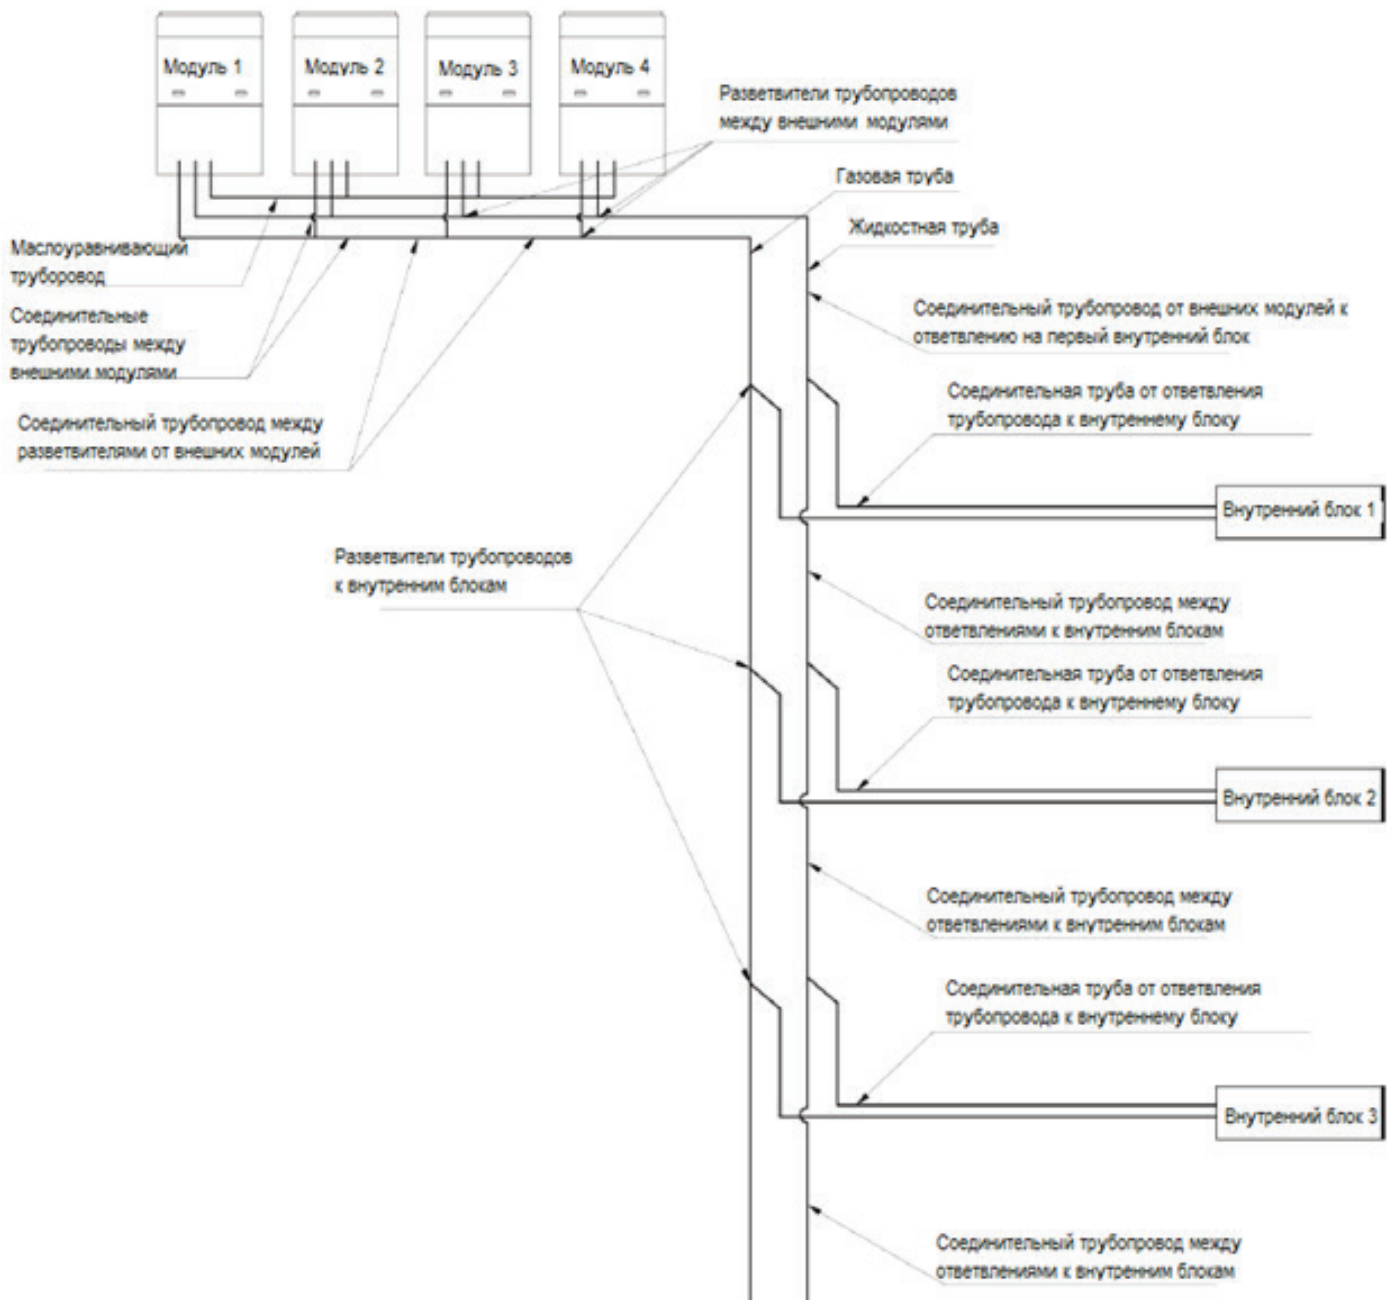 Модуль 1
Модуль 2
Модуль 3
Модуль 4
Разветвители трубопроводов
между внешними модулями
Газовая труба
Жидкостная труба
Маслоуравнивающий
труборовод
Соединительные
трубопроводы между
внешними модулями
Соединительный трубопровод от внешних модулей к
ответвлению на первый внутренний блок
Соединительная труба от ответвления
трубопровода к внутреннему блоку
Соединительный трубопровод между
разветвителями от внешних модулей
Внутренний блок 1
Разветвители трубопроводов
к внутренним блокам
Соединительный трубопровод между
ответвлениями к внутренним блокам
Соединительная труба от ответвления
трубопровода к внутреннему блоку
Внутренний блок 2
Соединительный трубопровод между
ответвлениями к внутренним блокам
Соединительная труба от ответвления
трубопровода к внутреннему блоку
Внутренний блок 3
Соединительный трубопровод между
ответвлениями к внутренним блокам